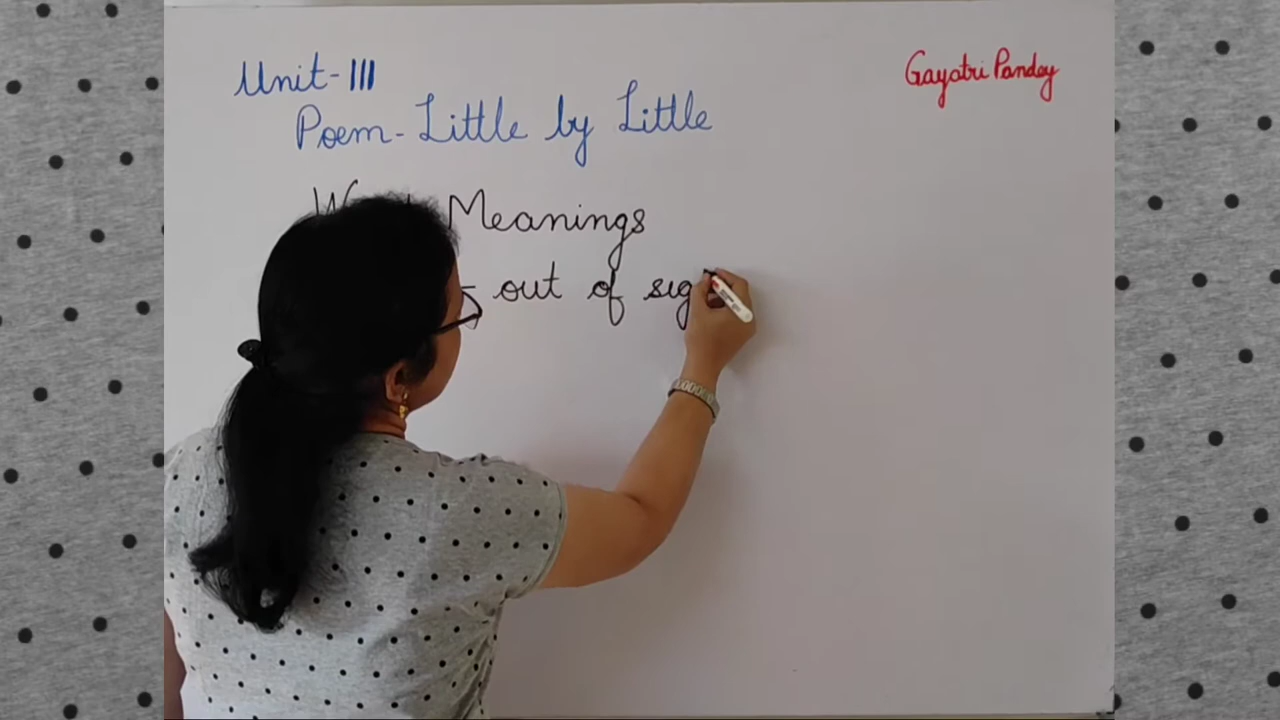 Unit-III
Gayatri Pandey
Poem-Little by Little
Meanings
- out of sig